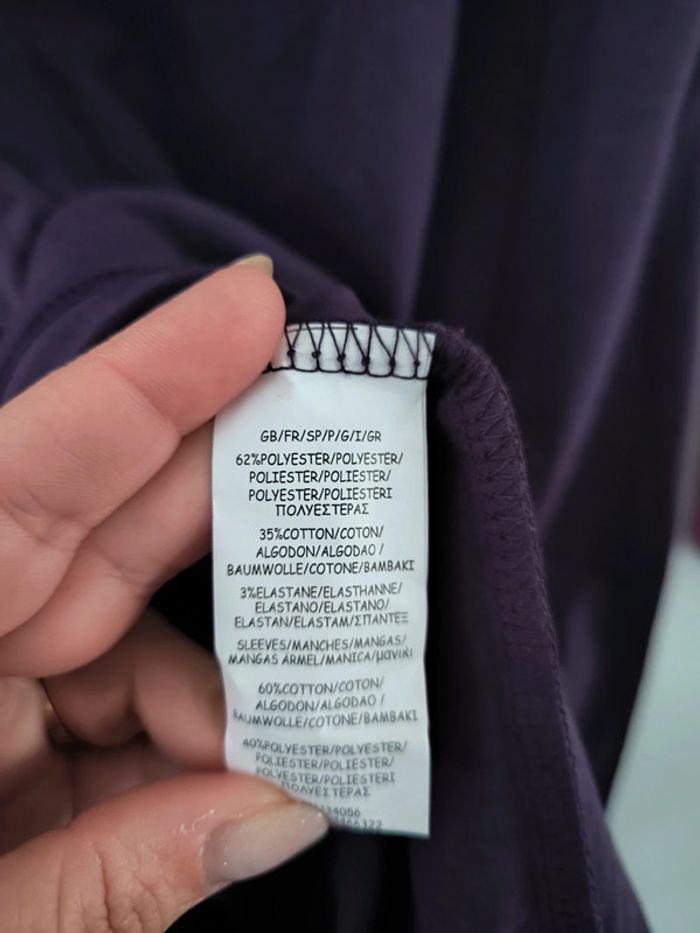 GB/FR/SP/P/G/I/GR
62%POLYESTER/POLYESTER/
POLIESTER/POLIESTER/
POLYESTER/POLIESTERI
ΠΟΛΥΕΣΤΕΡΑΣ
35%COTTON/COTON/
ALGODON/ALGODAO /
BAUMWOLLE/COTONE/BAMBAKI
3%ELASTANE/ELASTHANNE/
ELASTANO/ELASTANO/
ELASTAN/ELASTAM/ΣΠΑΝΤΕΞ
SLEEVES/MANCHES/MANGAS/
MANGAS ÄRMEL/MANICA/μανικι
60%COTTON/COTON/
ALGODON/ALGODAO /
BAUMWOLLE/COTONE/BAMBAKI
40%POLYESTER/POLYESTER/
POLIESTER/POLIESTER/
POLYESTER/POLIESTERI
ΠΟΛΥΕΣΤΕΡΑΣ